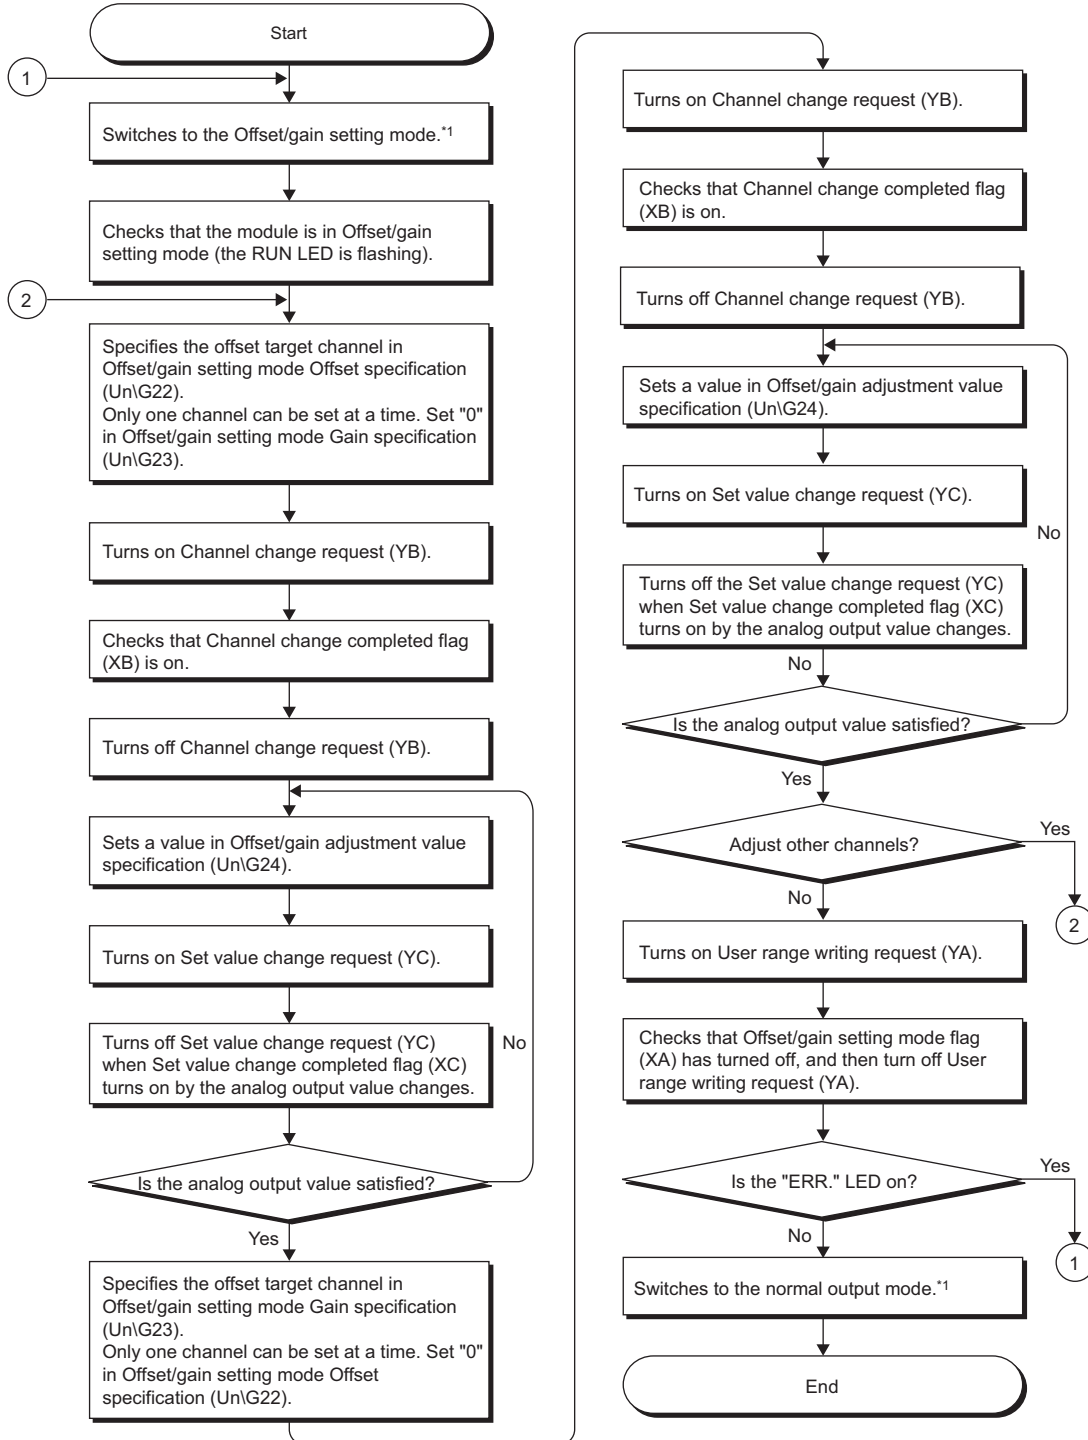 Start
1
Switches to the Offset/gain setting mode.*1
Checks that the module is in Offset/gain
setting mode (the RUN LED is flashing).
2
Specifies the offset target channel in
Offset/gain setting mode Offset specification
(Un\G22).
Only one channel can be set at a time. Set "0"
in Offset/gain setting mode Gain specification
(Un\G23).
Turns on Channel change request (YB).
Checks that Channel change completed flag
(XB) is on.
Turns off Channel change request (YB).
Sets a value in Offset/gain adjustment value
specification (Un\G24).
Turns on Set value change request (YC).
Turns off Set value change request (YC)
when Set value change completed flag (XC)
turns on by the analog output value changes.
No
Is the analog output value satisfied?
Yes
Specifies the offset target channel in
Offset/gain setting mode Gain specification
(Un\G23).
Only one channel can be set at a time. Set "0"
in Offset/gain setting mode Offset
specification (Un\G22).
Turns on Channel change request (YB).
Checks that Channel change completed flag
(XB) is on.
Turns off Channel change request (YB).
Sets a value in Offset/gain adjustment value
specification (Un\G24).
Turns on Set value change request (YC).
No
Turns off the Set value change request (YC)
when Set value change completed flag (XC)
turns on by the analog output value changes.
No
Is the analog output value satisfied?
Yes
Adjust other channels?
Yes
2
No
Turns on User range writing request (YA).
Checks that Offset/gain setting mode flag
(XA) has turned off, and then turn off User
range writing request (YA).
Is the "ERR." LED on?
Yes
1
No
Switches to the normal output mode.*1
End